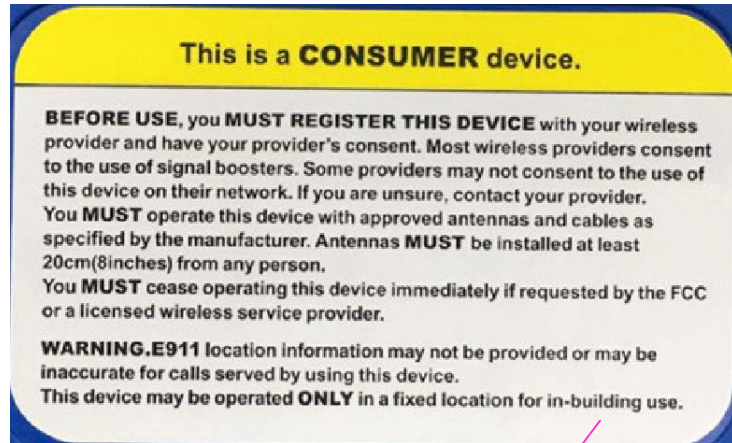 This is a CONSUMER device.
BEFORE USE, you MUST REGISTER THIS DEVICE with your wireless
provider and have your provider's consent. Most wireless providers consent
to the use of signal boosters. Some providers may not consent to the use of
this device on their network. If you are unsure, contact your provider.
You MUST operate this device with approved antennas and cables as
specified by the manufacturer. Antennas MUST be installed at least
20cm(8inches) from any person.
You MUST cease operating this device immediately if requested by the FCC
or a licensed wireless service provider.
WARNING.E911 location information may not be provided or may be
inaccurate for calls served by using this device.
This device may be operated ONLY in a fixed location for in-building use.